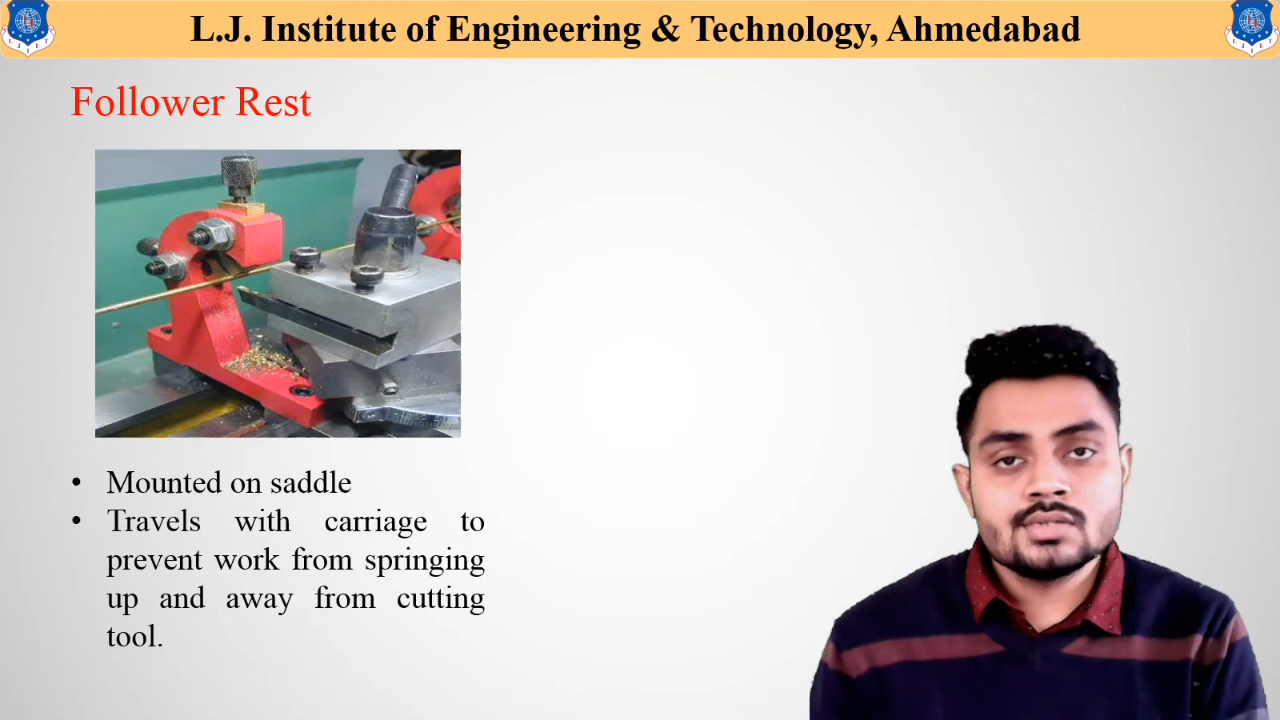 L.J. Institute of Engineering & Technology, Ahmedabad
Follower Rest
• Mounted on saddle
• Travels with carriage to
prevent work from springing
up and away from cutting
tool.